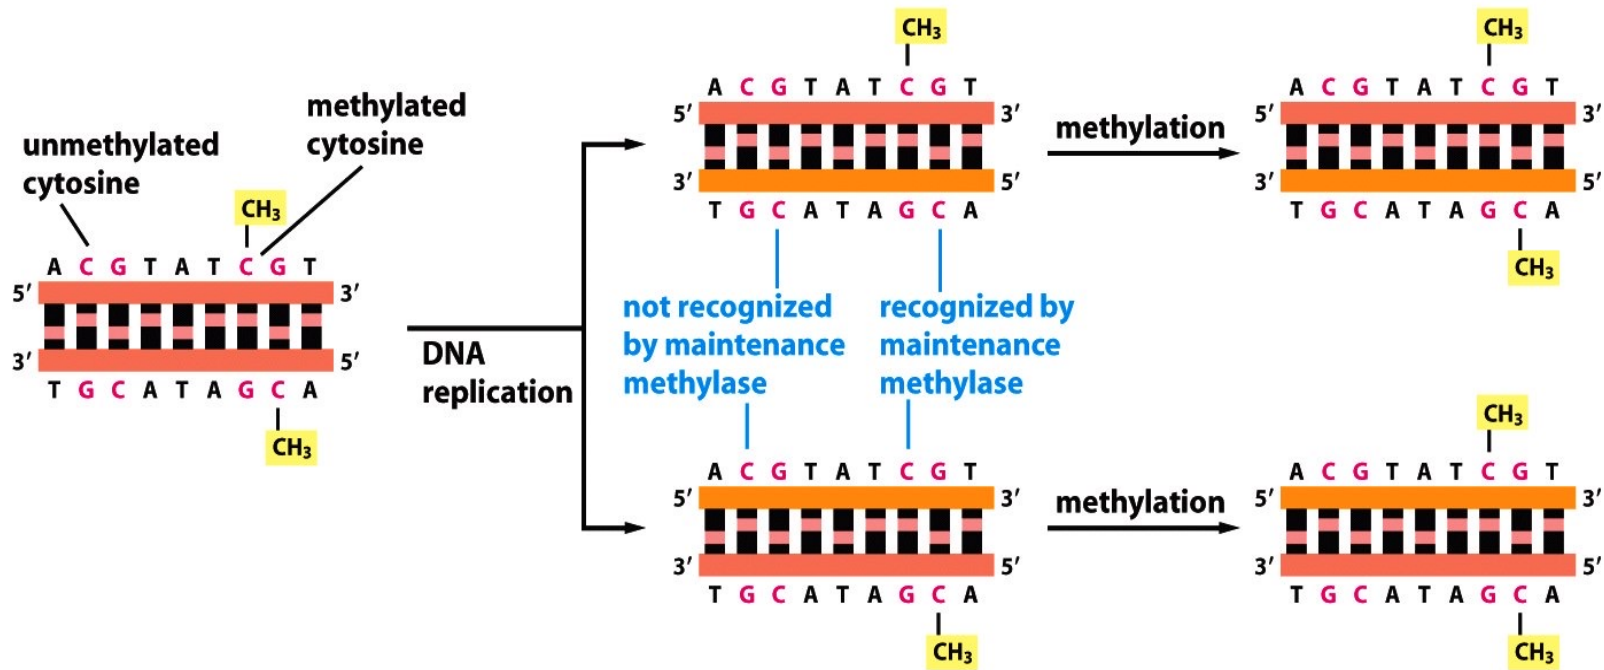 unmethylated
cytosine
methylated
cytosine
CH₃
A C G T A T C G T
5′ 3′
3′ 5′
T G C A T A G C A
CH₃
DNA
replication
CH₃
A C G T A T C G T
5′ 3′
3′ 5′
T G C A T A G C A
not recognized
by maintenance
methylase
recognized by
maintenance
methylase
A C G T A T C G T
5′ 3′
3′ 5′
T G C A T A G C A
CH₃
methylation
CH₃
A C G T A T C G T
5′ 3′
3′ 5′
T G C A T A G C A
CH₃
methylation
CH₃
A C G T A T C G T
5′ 3′
3′ 5′
T G C A T A G C A
CH₃